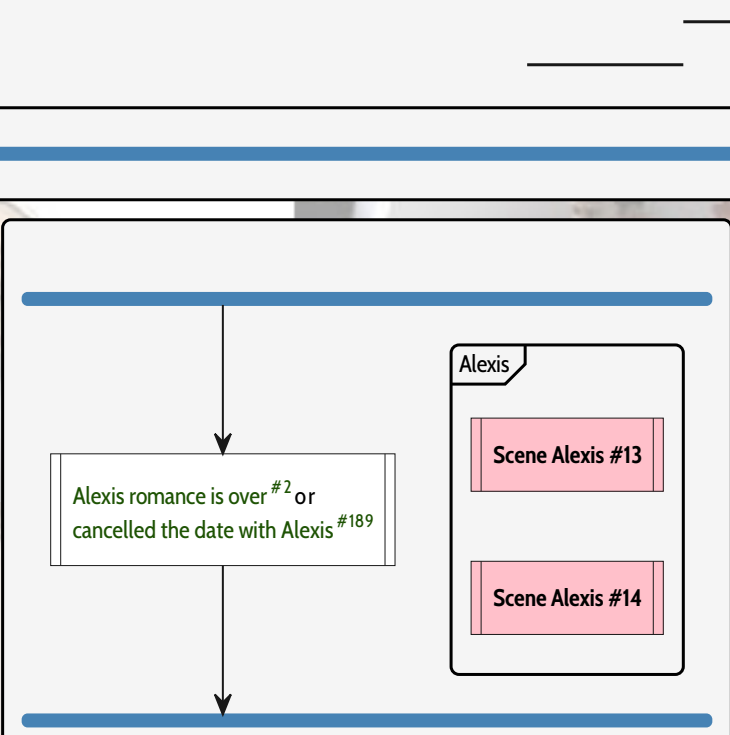 Alexis
Scene Alexis #13
Alexis romance is over #2 or
cancelled the date with Alexis #189
Scene Alexis #14